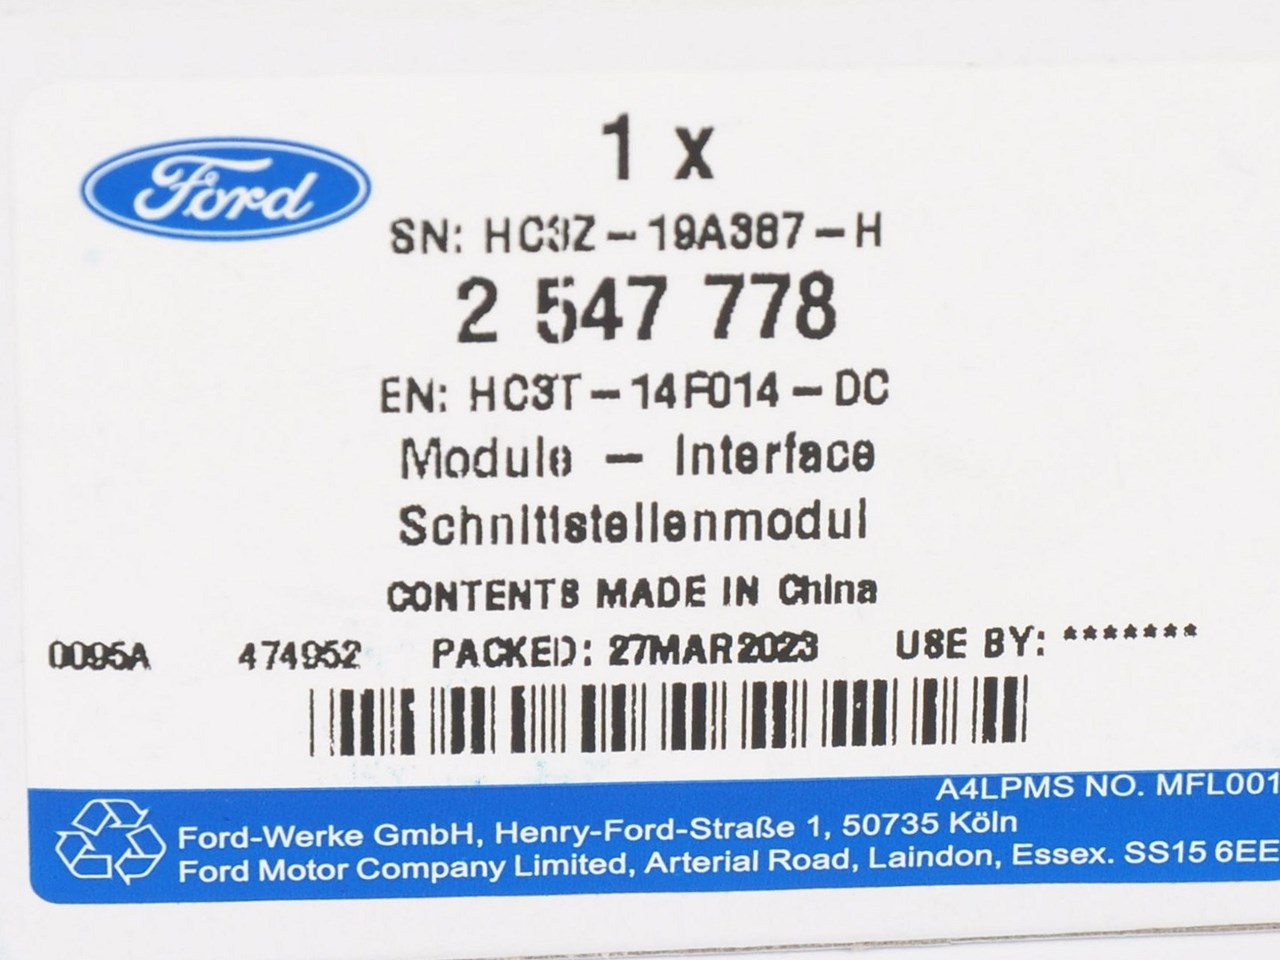 Ford
1 x
SN: HC3Z-19A387-H
2 547 778
EN: HC3T-14F014-DC
Module - Interface
Schnittstellenmodul
CONTENTS MADE IN China
0095A 474952 PACKED: 27MAR2023 USE BY: *******
A4LPMS NO. MFL001
Ford-Werke GmbH, Henry-Ford-Straße 1, 50735 Köln
Ford Motor Company Limited, Arterial Road, Laindon, Essex. SS15 6EE